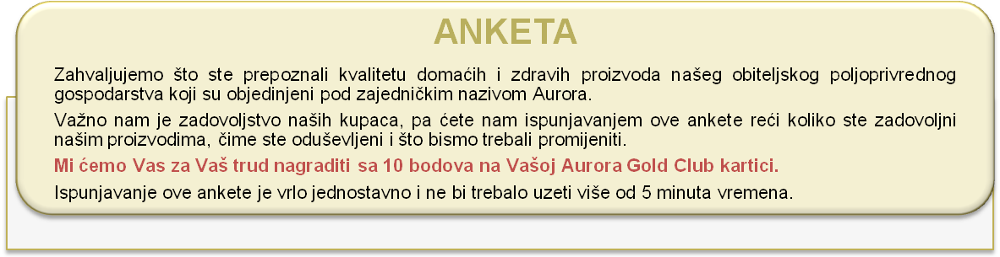 ANKETA
Zahvaljujemo što ste prepoznali kvalitetu domaćih i zdravih proizvoda našeg obiteljskog poljoprivrednog
gospodarstva koji su objedinjeni pod zajedničkim nazivom Aurora.
Važno nam je zadovoljstvo naših kupaca, pa ćete nam ispunjavanjem ove ankete reći koliko ste zadovoljni
našim proizvodima, čime ste oduševljeni i što bismo trebali promijeniti.
Mi ćemo Vas za Vaš trud nagraditi sa 10 bodova na Vašoj Aurora Gold Club kartici.
Ispunjavanje ove ankete je vrlo jednostavno i ne bi trebalo uzeti više od 5 minuta vremena.